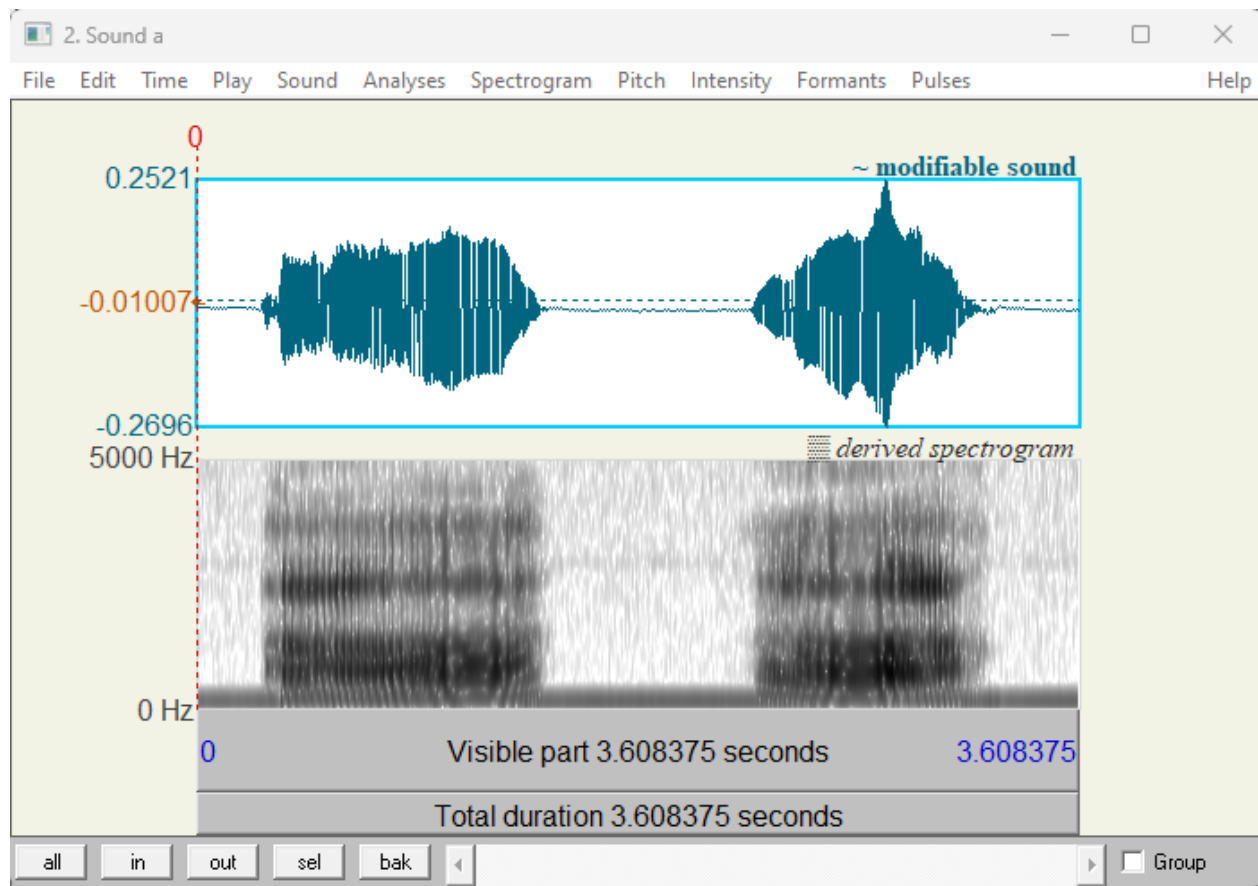 2. Sound a
File Edit Time Play Sound Analyses Spectrogram Pitch Intensity Formants Pulses Help
0
0.2521
~ modifiable sound
-0.01007
-0.2696
derived spectrogram
5000 Hz
0 Hz
0 Visible part 3.608375 seconds 3.608375
Total duration 3.608375 seconds
all in out sel bak Group